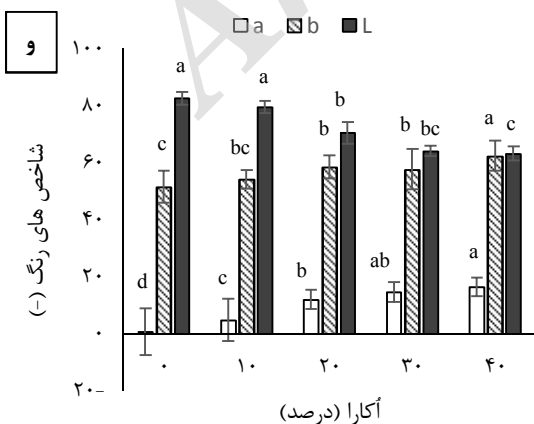 و
a b L
شاخص های رنگ (-)
۱۰۰
۸۰
۶۰
۴۰
۲۰
۰
۲۰-
d c a
c bc a
b b b
ab b bc
a a c
۰ ۱۰ ۲۰ ۳۰ ۴۰
اُکارا (درصد)